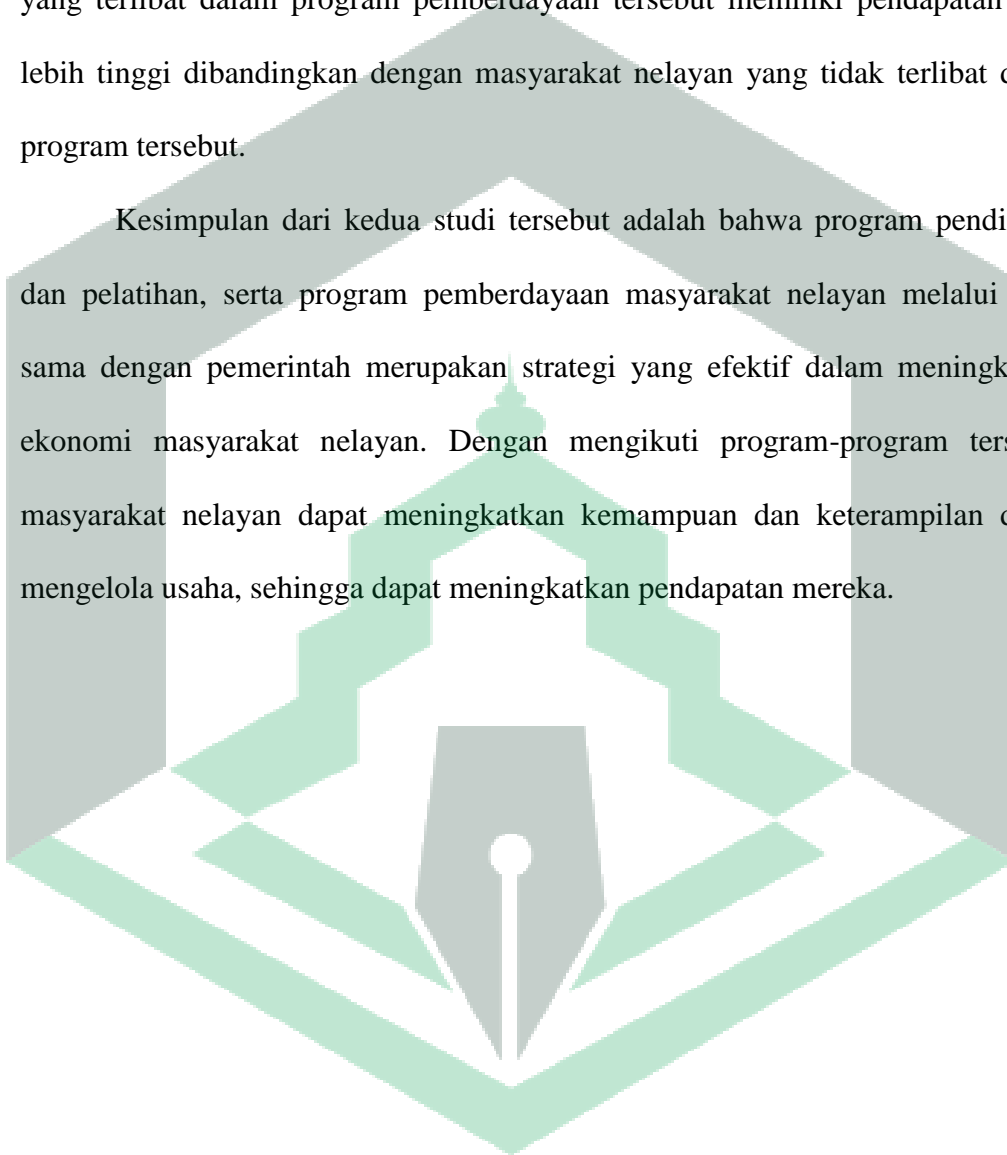 yang terlibat dalam program pemberdayaan tersebut memiliki pendapatan
lebih tinggi dibandingkan dengan masyarakat nelayan yang tidak terlibat
program tersebut.
Kesimpulan dari kedua studi tersebut adalah bahwa program pendi
dan pelatihan, serta program pemberdayaan masyarakat nelayan melalui
sama dengan pemerintah merupakan strategi yang efektif dalam meningk
ekonomi masyarakat nelayan. Dengan mengikuti program-program ters
masyarakat nelayan dapat meningkatkan kemampuan dan keterampilan
mengelola usaha, sehingga dapat meningkatkan pendapatan mereka.